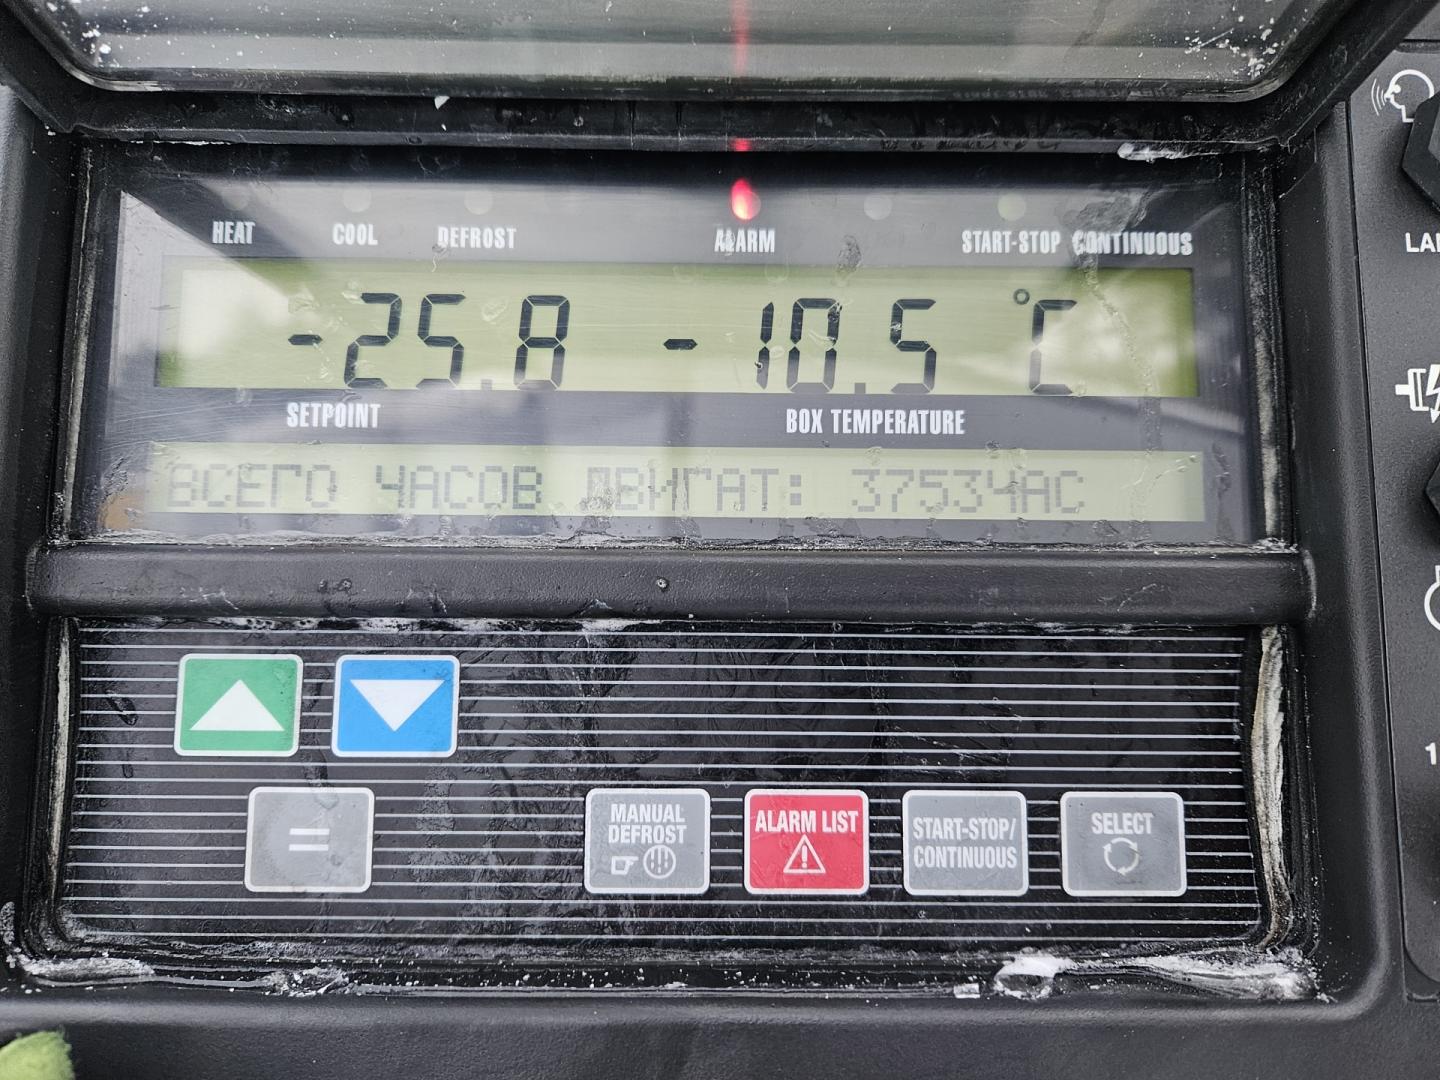 HEAT COOL DEFROST ALARM START-STOP CONTINUOUS
-25.8 -10.5 °C
SETPOINT BOX TEMPERATURE
ВСЕГО ЧАСОВ ДВИГАТ: 37534ЧАС
=
MANUAL DEFROST
ALARM LIST
START-STOP/
CONTINUOUS
SELECT